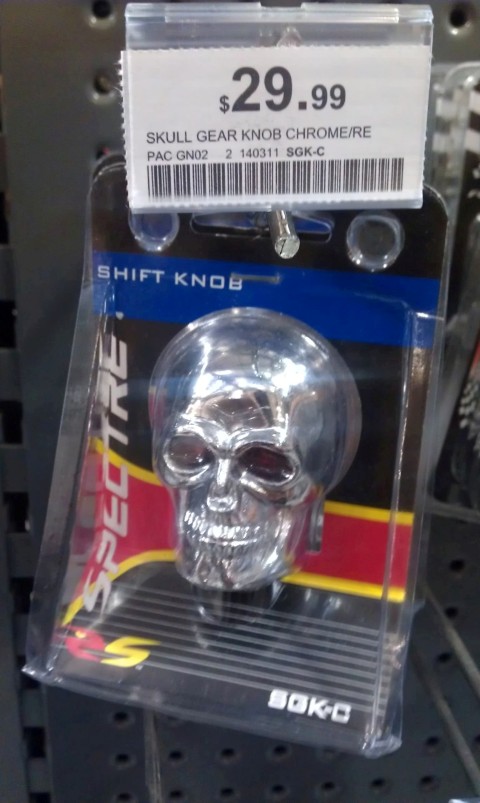 $29.99
SKULL GEAR KNOB CHROME/RE
PAC GN02 2 140311 SGK-C
SHIFT KNOB
SPECTRE
SGK-C